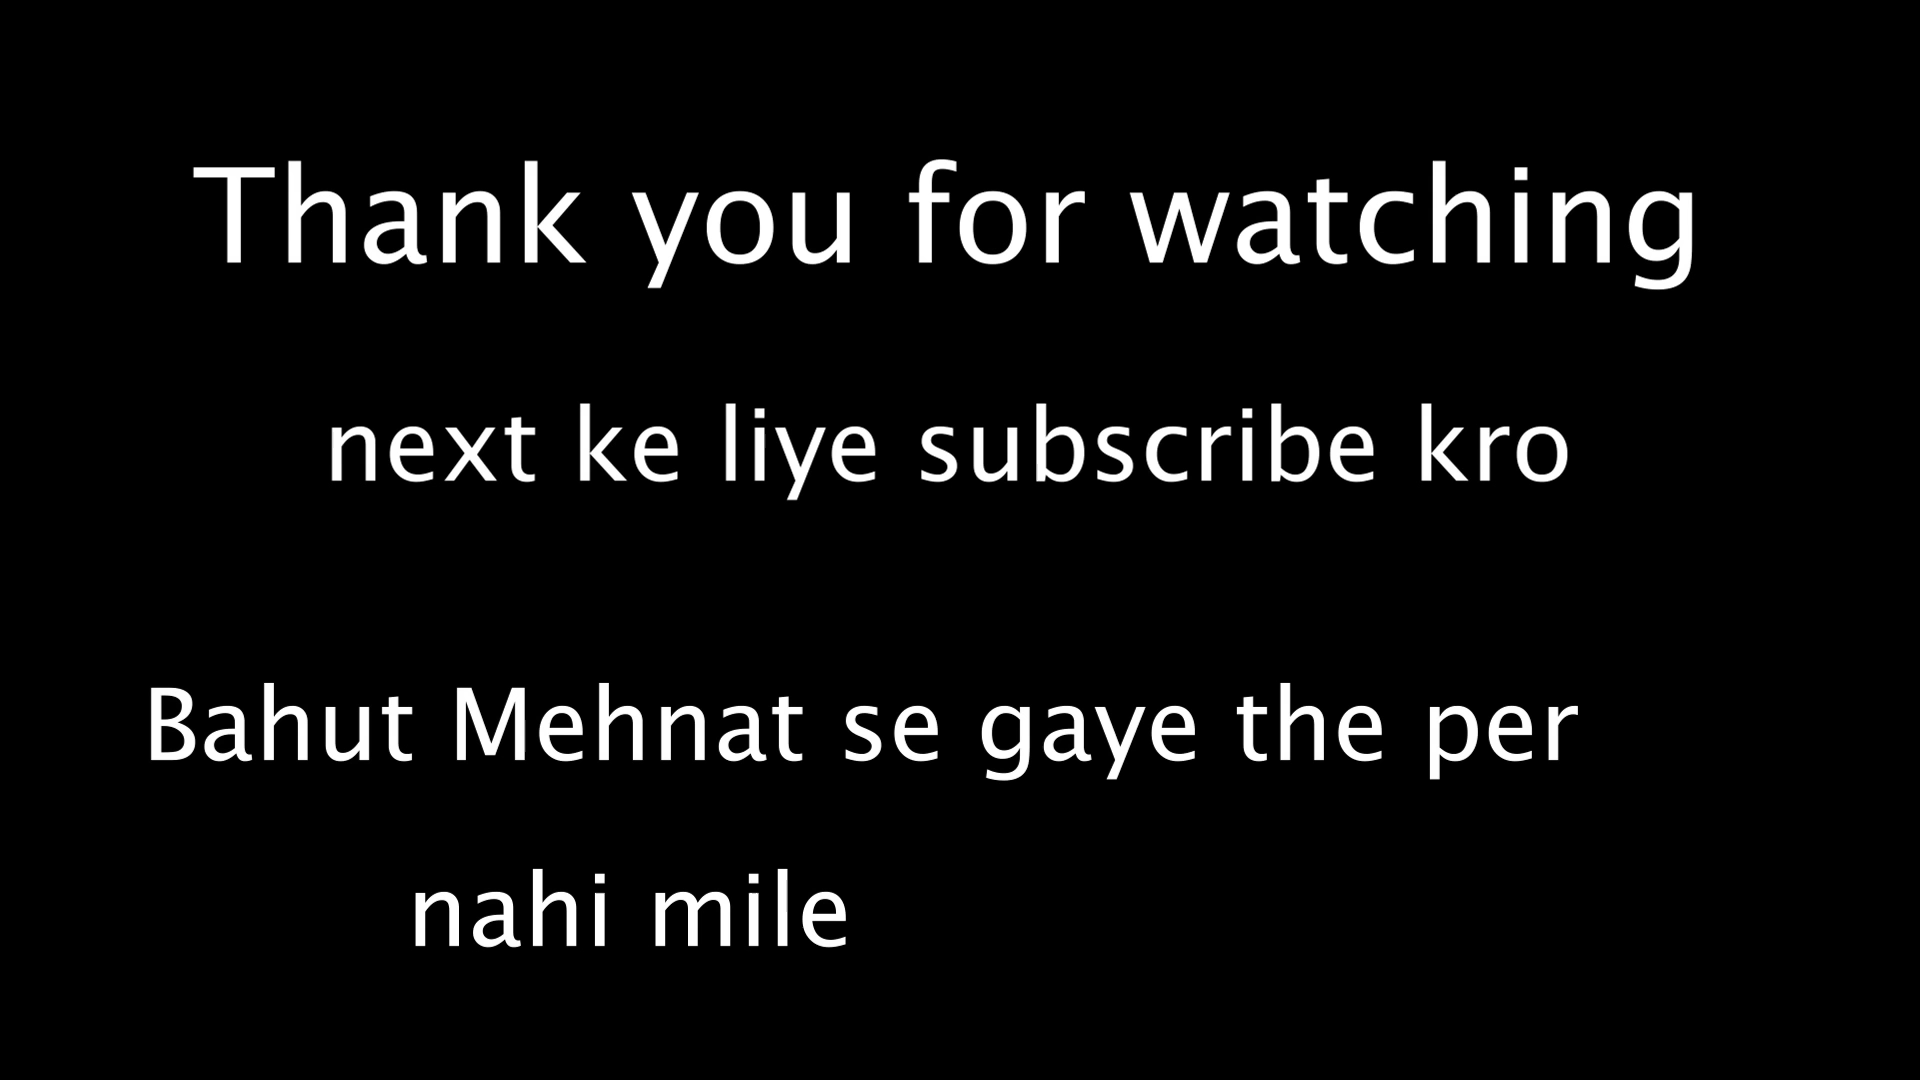 Thank you for watching
next ke liye subscribe kro
Bahut Mehnat se gaye the per
nahi mile